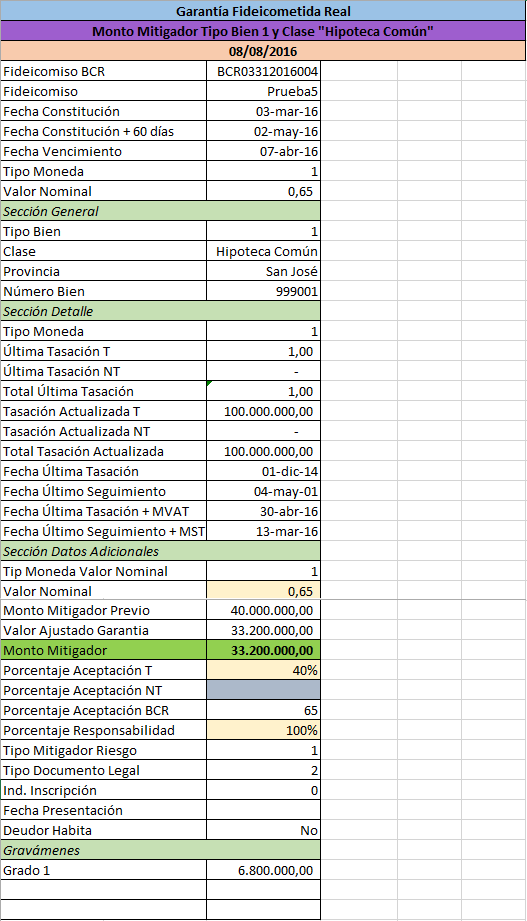 Garantía Fideicometida Real
Monto Mitigador Tipo Bien 1 y Clase "Hipoteca Común"
08/08/2016
Fideicomiso BCR BCR03312016004
Fideicomiso Prueba5
Fecha Constitución 03-mar-16
Fecha Constitución + 60 días 02-may-16
Fecha Vencimiento 07-abr-16
Tipo Moneda 1
Valor Nominal 0,65
Sección General
Tipo Bien 1
Clase Hipoteca Común
Provincia San José
Número Bien 999001
Sección Detalle
Tipo Moneda 1
Última Tasación T 1,00
Última Tasación NT -
Total Última Tasación 1,00
Tasación Actualizada T 100.000.000,00
Tasación Actualizada NT -
Total Tasación Actualizada 100.000.000,00
Fecha Última Tasación 01-dic-14
Fecha Último Seguimiento 04-may-01
Fecha Última Tasación + MVAT 30-abr-16
Fecha Último Seguimiento + MST 13-mar-16
Sección Datos Adicionales
Tip Moneda Valor Nominal 1
Valor Nominal 0,65
Monto Mitigador Previo 40.000.000,00
Valor Ajustado Garantia 33.200.000,00
Monto Mitigador 33.200.000,00
Porcentaje Aceptación T 40%
Porcentaje Aceptación NT
Porcentaje Aceptación BCR 65
Porcentaje Responsabilidad 100%
Tipo Mitigador Riesgo 1
Tipo Documento Legal 2
Ind. Inscripción 0
Fecha Presentación
Deudor Habita No
Gravámenes
Grado 1 6.800.000,00